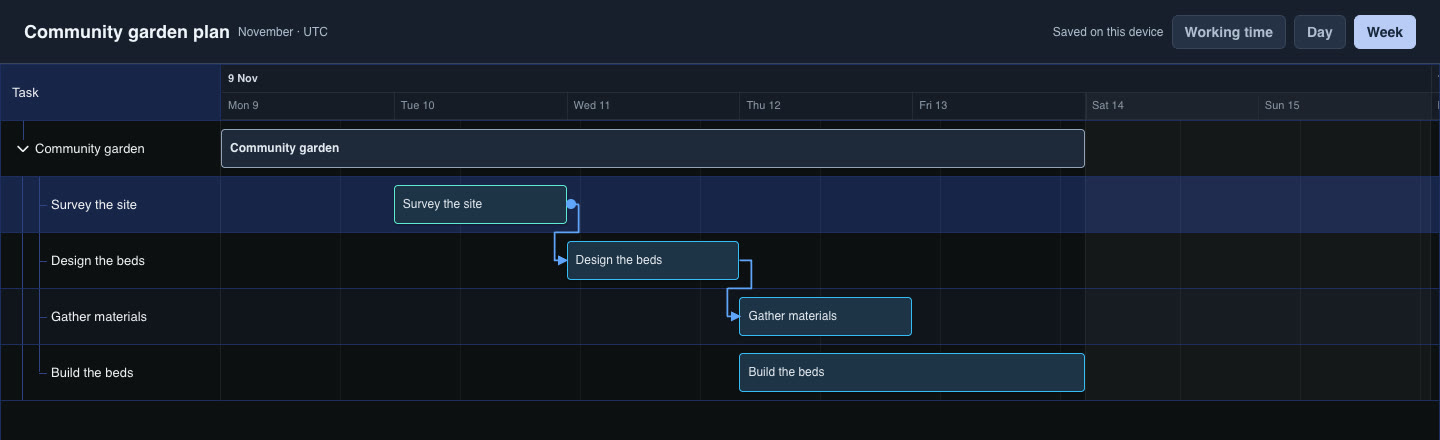 Community garden plan November · UTC
Saved on this device Working time Day Week
Task
9 Nov
Mon 9 Tue 10 Wed 11 Thu 12 Fri 13 Sat 14 Sun 15
Community garden Community garden
Survey the site Survey the site
Design the beds Design the beds
Gather materials Gather materials
Build the beds Build the beds